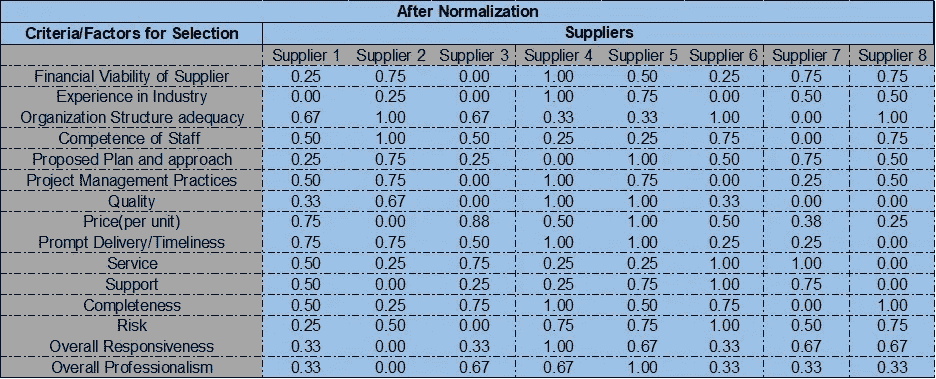 After Normalization
Criteria/Factors for Selection Suppliers
Supplier 1 Supplier 2 Supplier 3 Supplier 4 Supplier 5 Supplier 6 Supplier 7 Supplier 8
Financial Viability of Supplier 0.25 0.75 0.00 1.00 0.50 0.25 0.75 0.75
Experience in Industry 0.00 0.25 0.00 1.00 0.75 0.00 0.50 0.50
Organization Structure adequacy 0.67 1.00 0.67 0.33 0.33 1.00 0.00 1.00
Competence of Staff 0.50 1.00 0.50 0.25 0.25 0.75 0.00 0.75
Proposed Plan and approach 0.25 0.75 0.25 0.00 1.00 0.50 0.75 0.50
Project Management Practices 0.50 0.75 0.00 1.00 0.75 0.00 0.25 0.50
Quality 0.33 0.67 0.00 1.00 1.00 0.33 0.00 0.00
Price(per unit) 0.75 0.00 0.88 0.50 1.00 0.50 0.38 0.25
Prompt Delivery/Timeliness 0.75 0.75 0.50 1.00 1.00 0.25 0.25 0.00
Service 0.50 0.25 0.75 0.25 0.25 1.00 1.00 0.00
Support 0.50 0.00 0.25 0.25 0.75 1.00 0.75 0.00
Completeness 0.50 0.25 0.75 1.00 0.50 0.75 0.00 1.00
Risk 0.25 0.50 0.00 0.75 0.75 1.00 0.50 0.75
Overall Responsiveness 0.33 0.00 0.33 1.00 0.67 0.33 0.67 0.67
Overall Professionalism 0.33 0.00 0.67 0.67 1.00 0.33 0.33 0.33